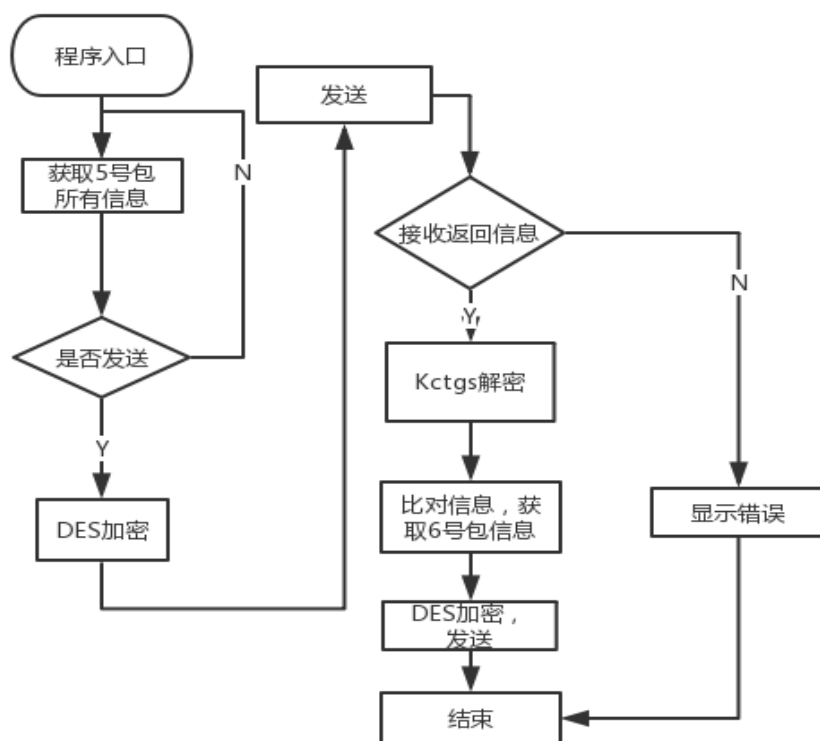 程序入口
获取5号包
所有信息
N
是否发送
Y
DES加密
发送
接收返回信息
N
Y
Kctgs解密
比对信息，获
取6号包信息
显示错误
DES加密，
发送
结束